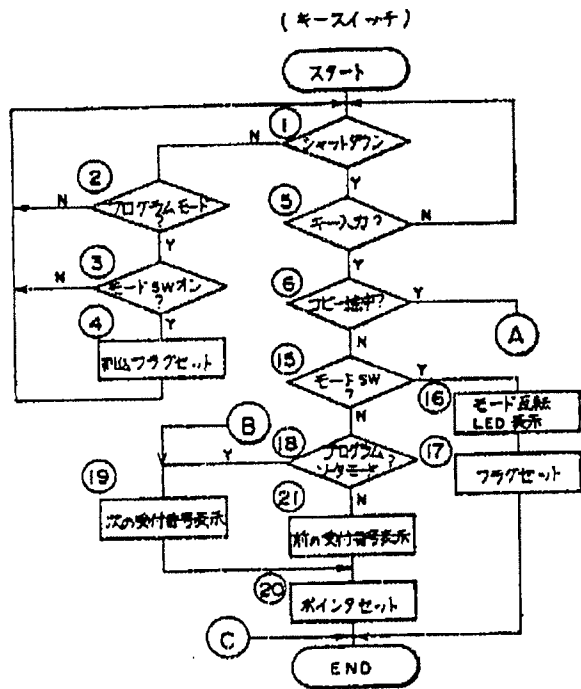 (キースイッチ)
スタート
1
シャットダウン
N
Y
2
プログラムモード
?
N
Y
5
キー入力?
N
Y
3
モードSWオン
?
N
Y
6
コピー途中?
Y
N
A
4
フラグセット
15
モードSW
?
Y
N
16
モード反転
LED表示
B
18
プログラム
モード?
Y
N
17
フラグセット
19
次の受付番号表示
21
前の受付番号表示
20
ポインタセット
C
END